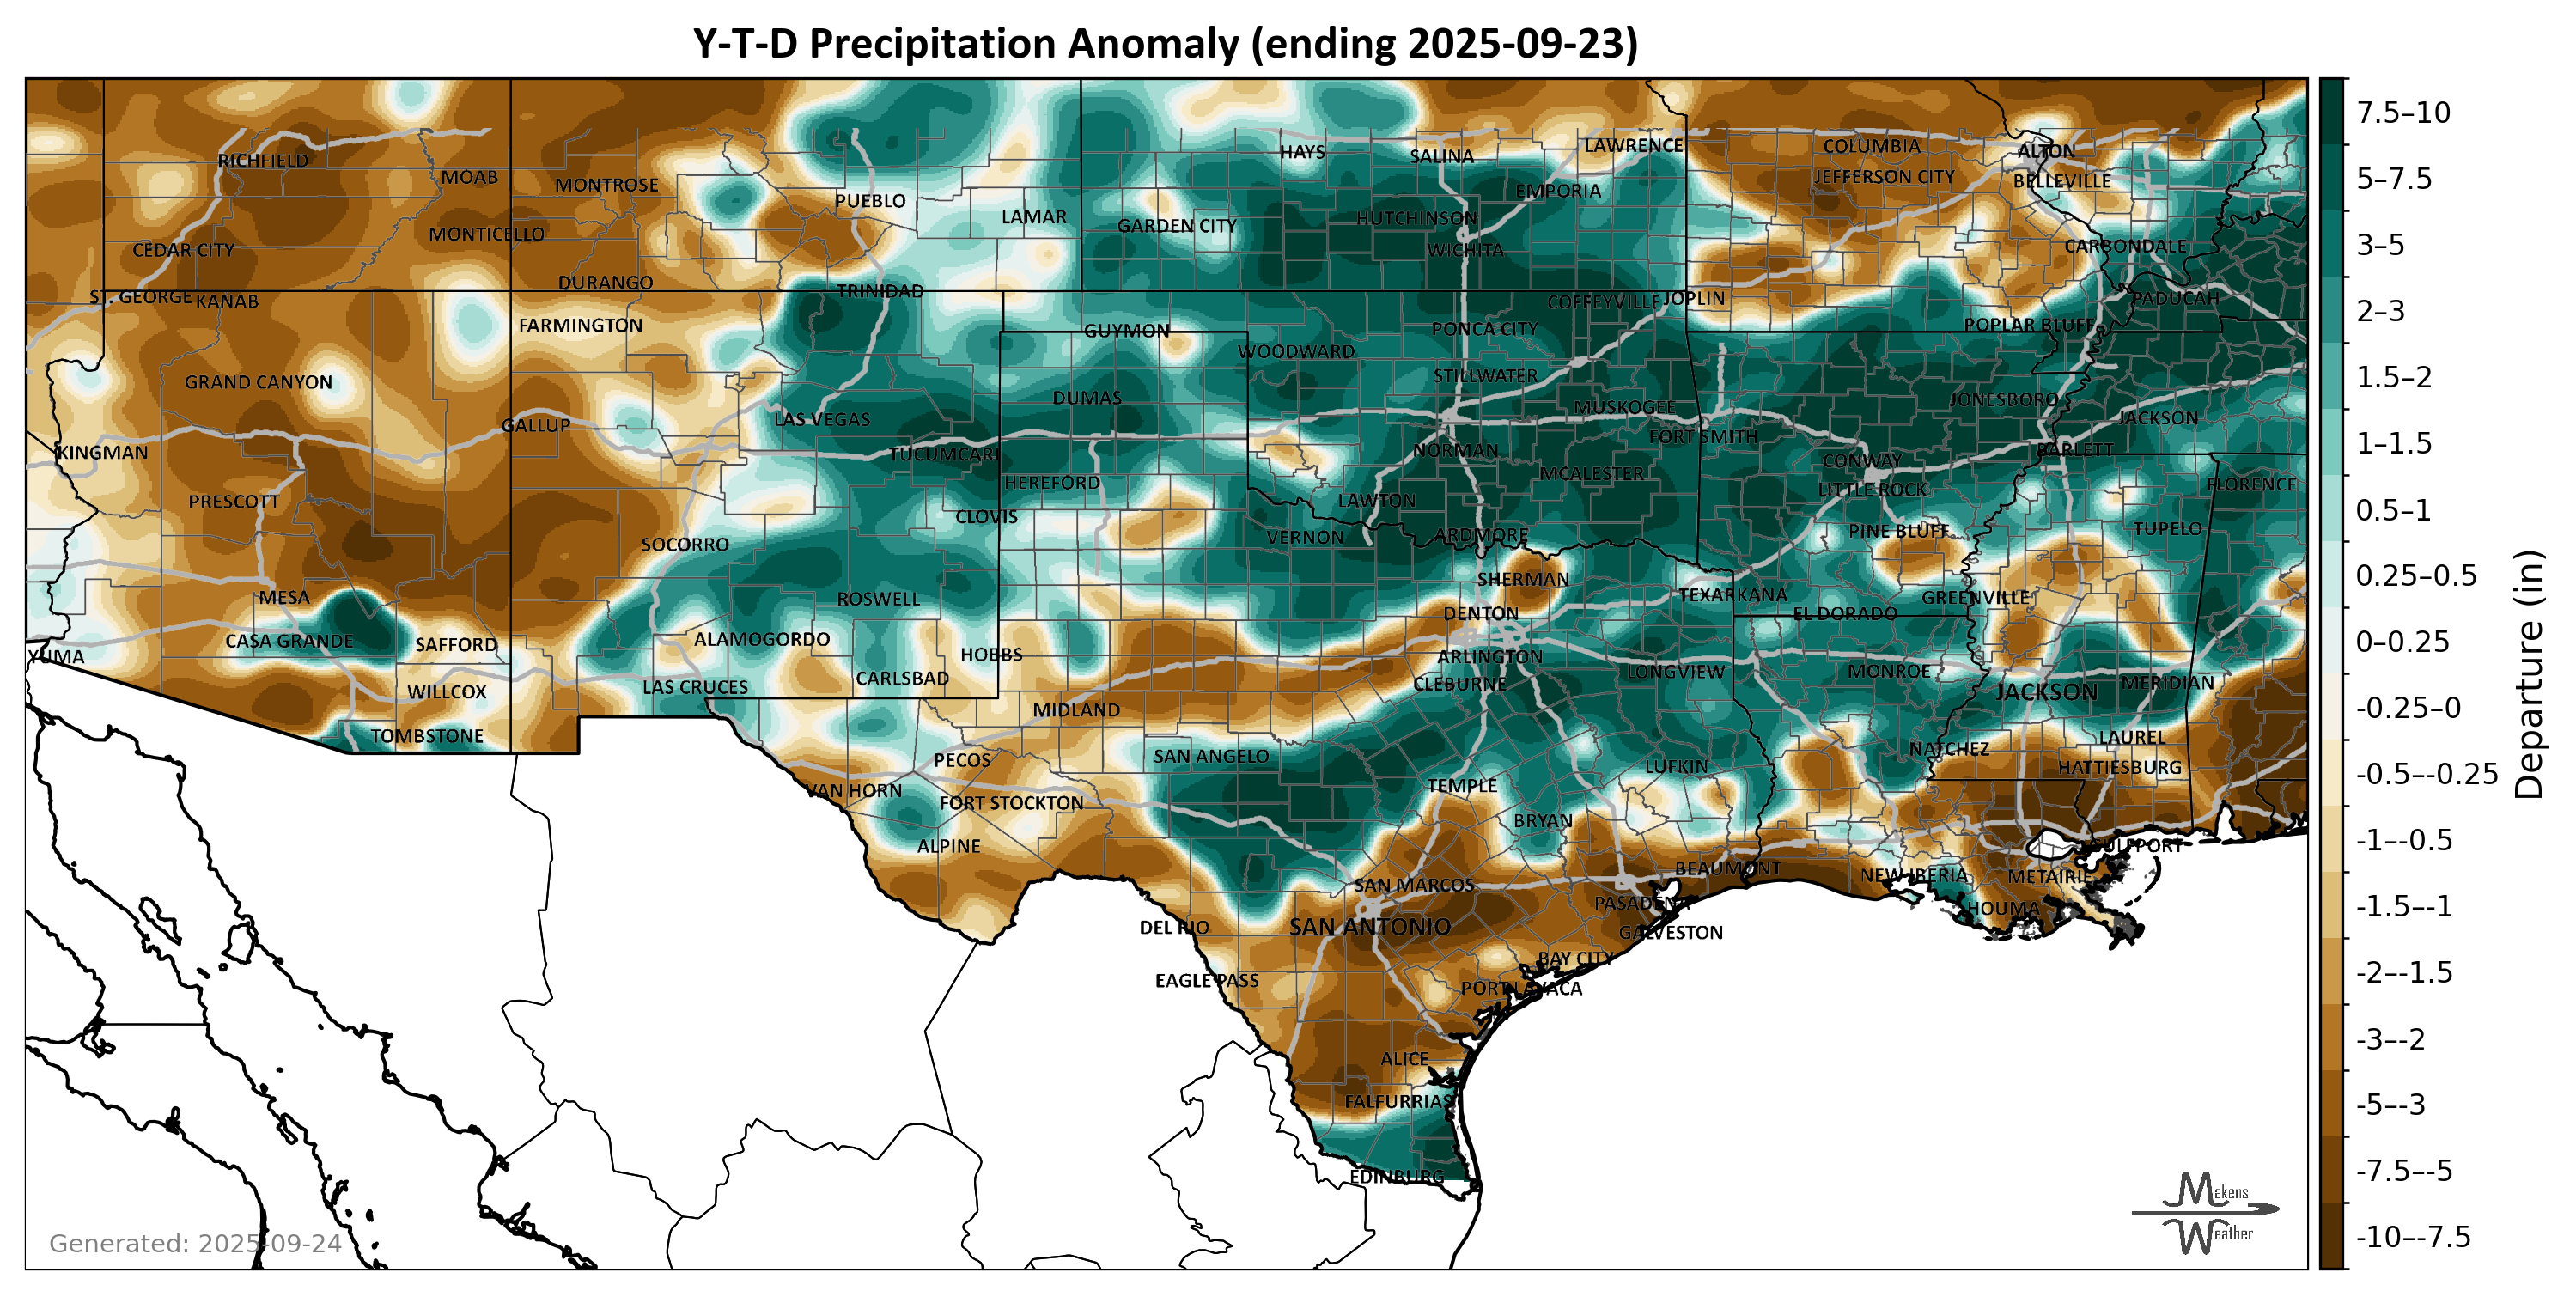 Y-T-D Precipitation Anomaly (ending 2025-09-23)
RICHFIELD
MOAB
MONTROSE
PUEBLO
LAMAR
HAYS
SALINA
LAWRENCE
COLUMBIA
ALTON
JEFFERSON CITY
BELLEVILLE
EMPORIA
GARDEN CITY
HUTCHINSON
WICHITA
MONTICELLO
CEDAR CITY
CARBONDALE
DURANGO
TRINIDAD
ST. GEORGE
KANAB
COFFEYVILLE
JOPLIN
PADUCAH
FARMINGTON
GUYMON
PONCA CITY
POPLAR BLUFF
WOODWARD
GRAND CANYON
STILLWATER
DUMAS
MUSKOGEE
JONESBORO
JACKSON
GALLUP
LAS VEGAS
FORT SMITH
KINGMAN
TUCUMCARI
NORMAN
BARLETT
CONWAY
MCALESTER
HEREFORD
LITTLE ROCK
FLORENCE
PRESCOTT
LAWTON
CLOVIS
PINE BLUFF
TUPELO
VERNON
ARDMORE
SOCORRO
SHERMAN
MESA
ROSWELL
TEXARKANA
GREENVILLE
DENTON
EL DORADO
CASA GRANDE
SAFFORD
ALAMOGORDO
YUMA
HOBBS
ARLINGTON
LONGVIEW
MONROE
CARLSBAD
CLEBURNE
LAS CRUCES
WILLCOX
JACKSON
MERIDIAN
MIDLAND
TOMBSTONE
LAUREL
NATCHEZ
SAN ANGELO
PECOS
LUFKIN
HATTIESBURG
VAN HORN
FORT STOCKTON
TEMPLE
BRYAN
ALPINE
GULFPORT
BEAUMONT
NEW IBERIA
METAIRIE
SAN MARCOS
PASADENA
HOUMA
DEL RIO
SAN ANTONIO
GALVESTON
BAY CITY
EAGLE PASS
PORT LAVACA
ALICE
FALFURRIAS
EDINBURG
Generated: 2025-09-24
Makens
Weather
7.5–10
5–7.5
3–5
2–3
1.5–2
1–1.5
0.5–1
0.25–0.5
0–0.25
-0.25–0
-0.5–-0.25
-1–-0.5
-1.5–-1
-2–-1.5
-3–-2
-5–-3
-7.5–-5
-10–-7.5
Departure (in)